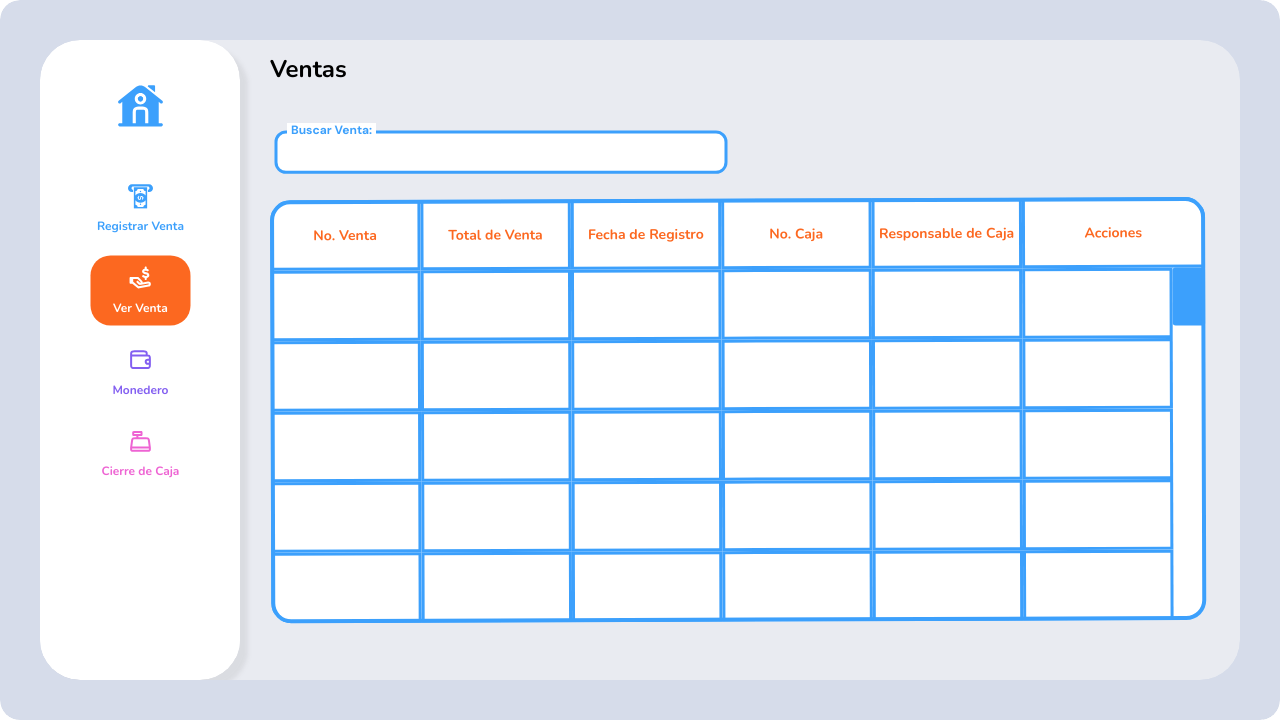 Ventas
Buscar Venta:
Registrar Venta
Ver Venta
Monedero
Cierre de Caja
No. Venta
Total de Venta
Fecha de Registro
No. Caja
Responsable de Caja
Acciones